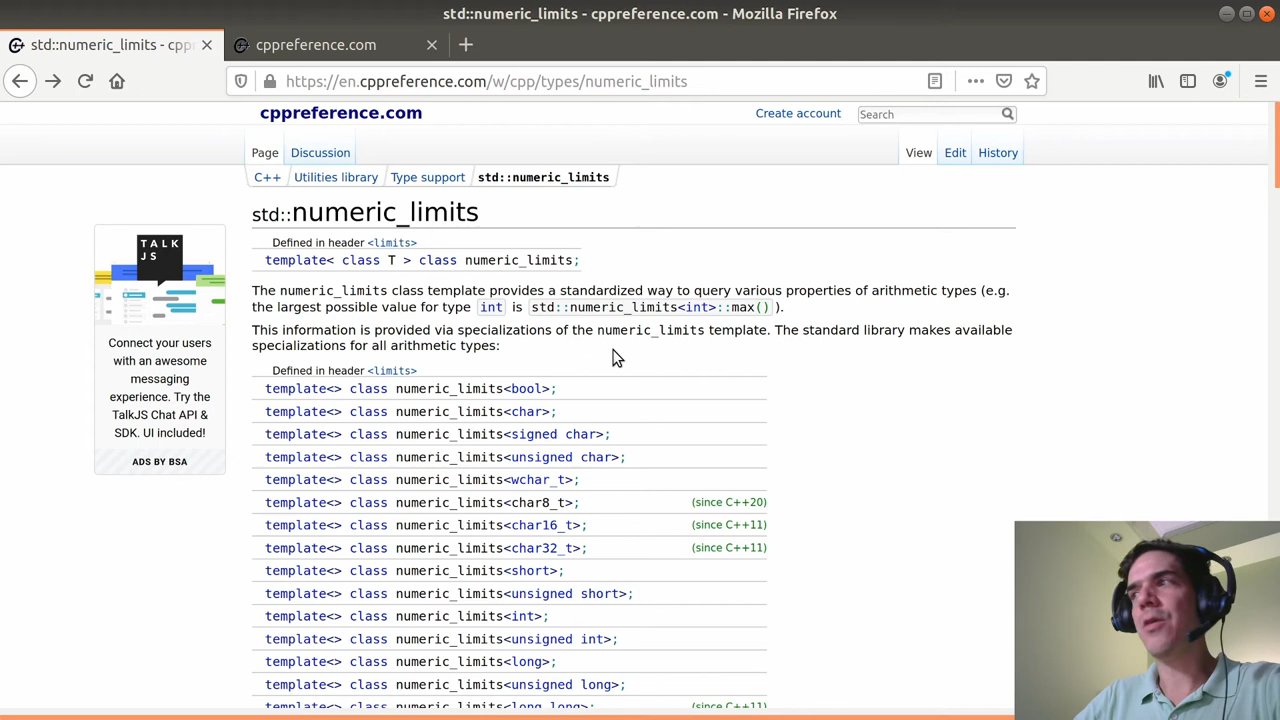 std::numeric_limits - cppreference.com - Mozilla Firefox
std::numeric_limits - cpp
cppreference.com
https://en.cppreference.com/w/cpp/types/numeric_limits
cppreference.com
Create account
Search
Page
Discussion
View
Edit
History
C++
Utilities library
Type support
std::numeric_limits
std::numeric_limits
Defined in header <limits>
template< class T > class numeric_limits;
The numeric_limits class template provides a standardized way to query various properties of arithmetic types (e.g.
the largest possible value for type int is std::numeric_limits<int>::max() ).
This information is provided via specializations of the numeric_limits template. The standard library makes available
specializations for all arithmetic types:
Defined in header <limits>
template<> class numeric_limits<bool>;
template<> class numeric_limits<char>;
template<> class numeric_limits<signed char>;
template<> class numeric_limits<unsigned char>;
template<> class numeric_limits<wchar_t>;
template<> class numeric_limits<char8_t>; (since C++20)
template<> class numeric_limits<char16_t>; (since C++11)
template<> class numeric_limits<char32_t>; (since C++11)
template<> class numeric_limits<short>;
template<> class numeric_limits<unsigned short>;
template<> class numeric_limits<int>;
template<> class numeric_limits<unsigned int>;
template<> class numeric_limits<long>;
template<> class numeric_limits<unsigned long>;
template<> class numeric_limits<long long>; (since C++11)
TALK
JS
Connect your users
with an awesome
messaging
experience. Try the
TalkJS Chat API &
SDK. UI included!
ADS BY BSA